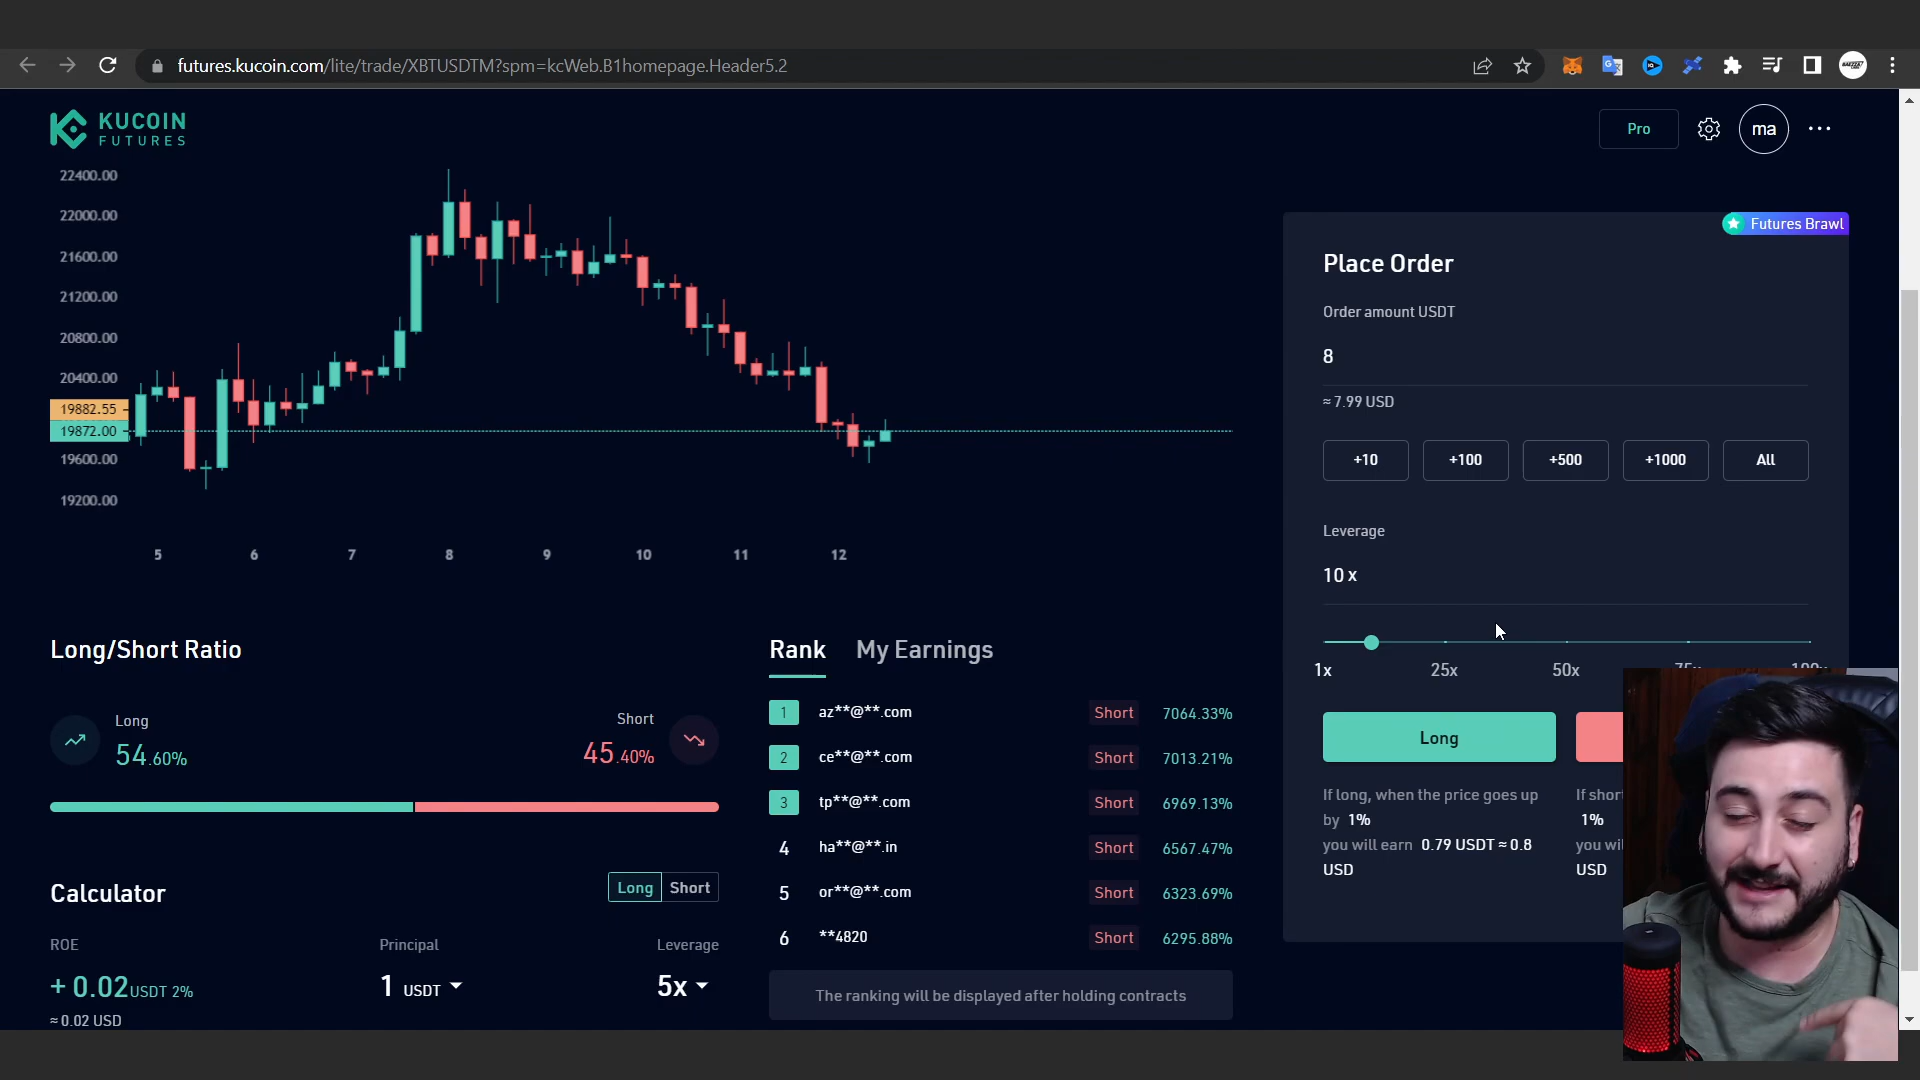 futures.kucoin.com/lite/trade/XBTUSDTM?spm=kcWeb.B1homepage.Header5.2
KUCOIN
FUTURES
Pro
ma
22400.00
22000.00
21600.00
21200.00
20800.00
20400.00
19882.55
19872.00
19600.00
19200.00
5 6 7 8 9 10 11 12
Futures Brawl
Place Order
Order amount USDT
8
≈ 7.99 USD
+10 +100 +500 +1000 All
Leverage
10 x
1x 25x 50x
Long
If long, when the price goes up
by 1%
you will earn 0.79 USDT ≈ 0.8
USD
If short
1%
USD
Long/Short Ratio
Long
54.60%
Short
45.40%
Rank My Earnings
1 az**@**.com Short 7064.33%
2 ce**@**.com Short 7013.21%
3 tp**@**.com Short 6969.13%
4 ha**@**.in Short 6567.47%
5 or**@**.com Short 6323.69%
6 **4820 Short 6295.88%
The ranking will be displayed after holding contracts
Calculator
Long Short
ROE Principal Leverage
+ 0.02 USDT 2% 1 USDT 5x
≈ 0.02 USD